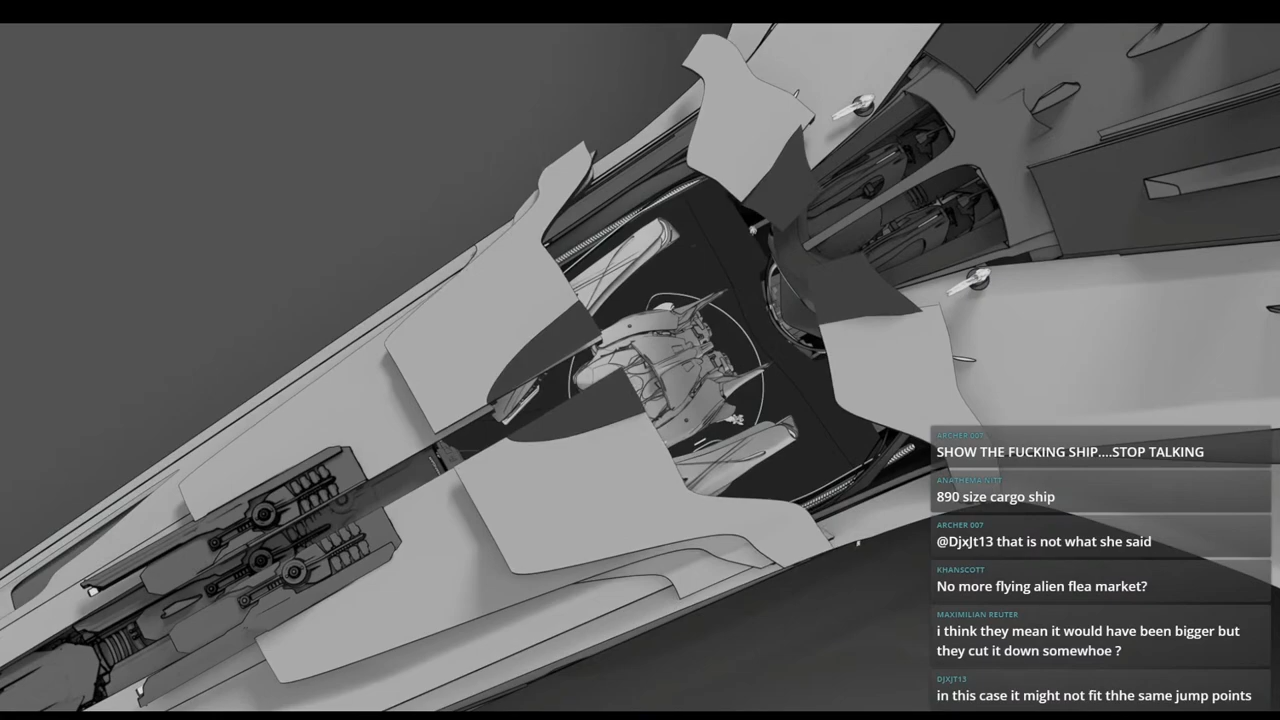 ARCHER 007
SHOW THE FUCKING SHIP....STOP TALKING
ANATHEMA NITT
890 size cargo ship
ARCHER 007
@DjxJt13 that is not what she said
KHANSCOTT
No more flying alien flea market?
MAXIMILIAN REUTER
i think they mean it would have been bigger but
they cut it down somewhoe ?
DJXJT13
in this case it might not fit thhe same jump points